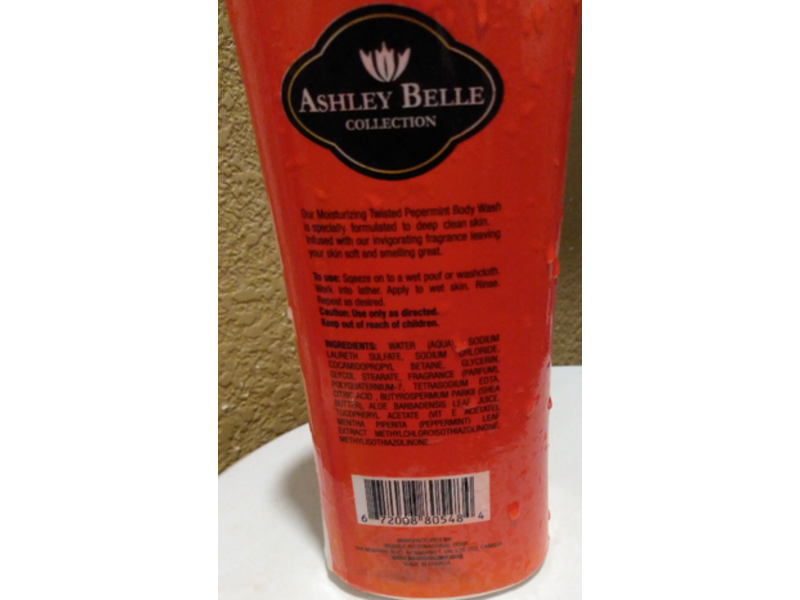 ASHLEY BELLE
COLLECTION
Our Moisturizing Twisted Pepermint Body Wash
is specially formulated to deep clean skin.
Infused with our invigorating fragrance leaving
your skin soft and smelling great.
To use: Sqeeze on to a wet pouf or washcloth.
Work into lather. Apply to wet skin. Rinse.
Repeat as desired.
Caution: Use only as directed.
Keep out of reach of children.
INGREDIENTS: WATER (AQUA), SODIUM
LAURETH SULFATE, SODIUM CHLORIDE,
COCAMIDOPROPYL BETAINE, GLYCERIN,
GLYCOL STEARATE, FRAGRANCE (PARFUM),
POLYQUATERNIUM-7, TETRASODIUM EDTA,
CITRIC ACID, BUTYROSPERMUM PARKII (SHEA
BUTTER), ALOE BARBADENSIS LEAF JUICE,
TOCOPHERYL ACETATE (VIT E ACETATE),
MENTHA PIPERITA (PEPPERMINT) LEAF
EXTRACT METHYLCHLOROISOTHIAZOLINONE,
METHYLISOTHIAZOLINONE.
6 72008 80548 4